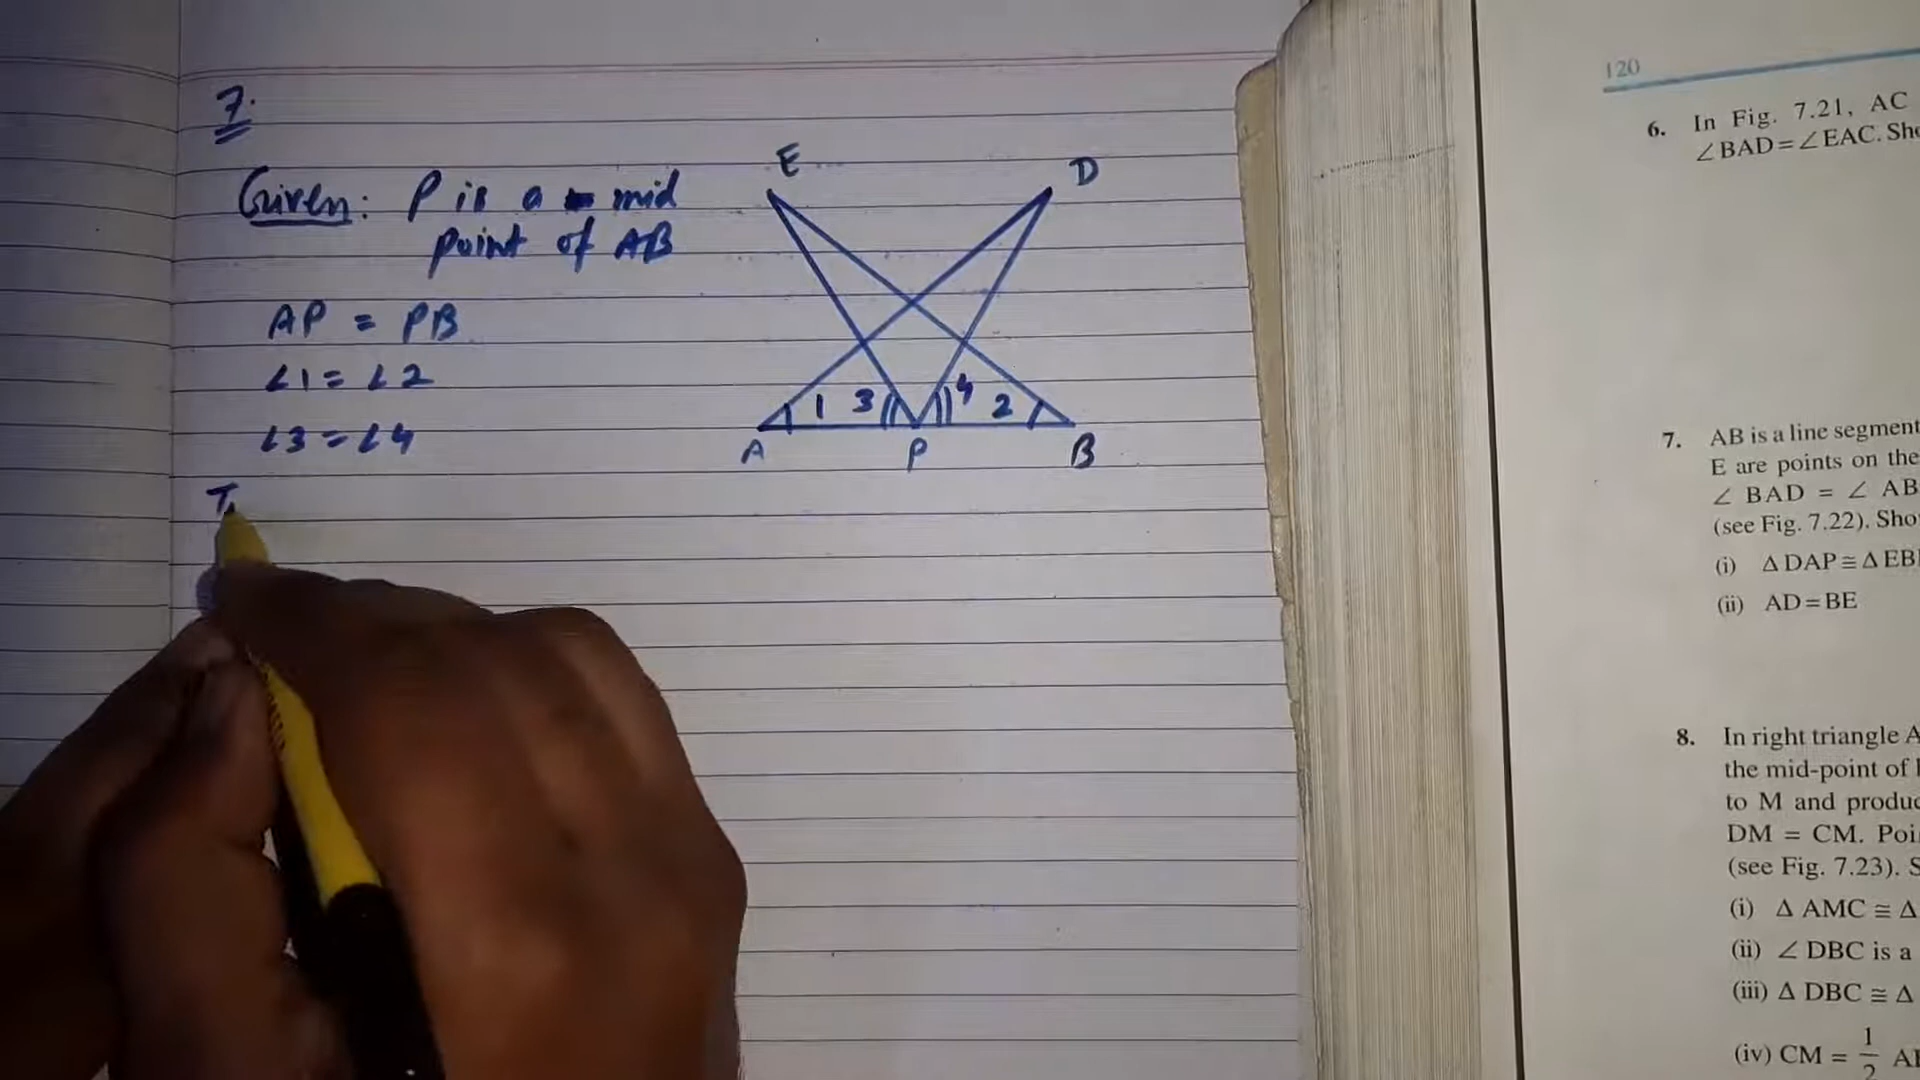 7.
Given: P is a mid
point of AB
AP = PB
∠1 = ∠2
∠3 = ∠4
T
E
D
1 3 4 2
A P B
120
6. In Fig. 7.21, AC
∠BAD = ∠EAC. Sho
7. AB is a line segment
E are points on the
∠ BAD = ∠ AB
(see Fig. 7.22). Sho
(i) Δ DAP ≅ Δ EB
(ii) AD = BE
8. In right triangle A
the mid-point of
to M and produc
DM = CM. Poi
(see Fig. 7.23). S
(i) Δ AMC ≅ Δ
(ii) ∠ DBC is a
(iii) Δ DBC ≅ Δ
(iv) CM = 1/2 A